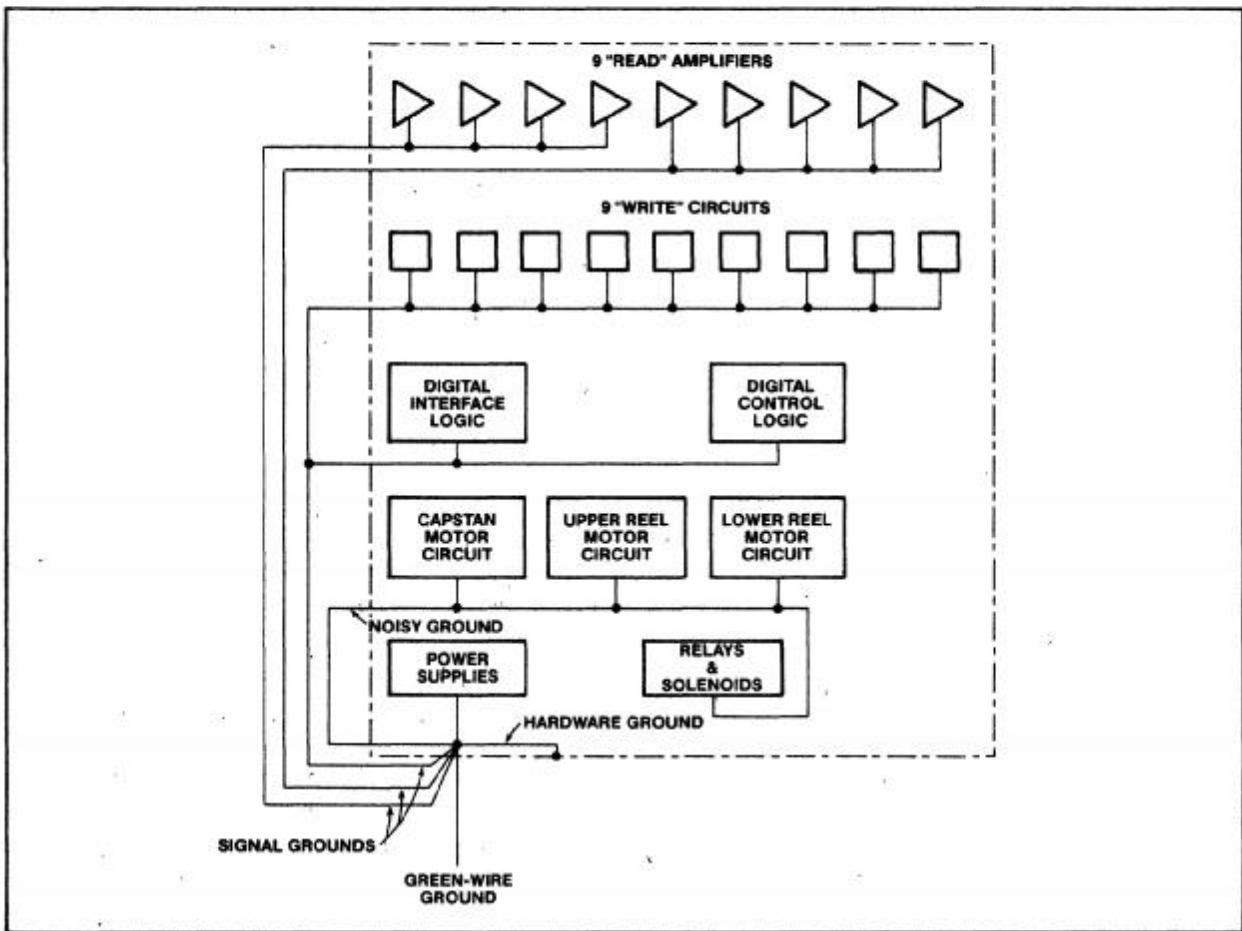 9 "READ" AMPLIFIERS
9 "WRITE" CIRCUITS
DIGITAL
INTERFACE
LOGIC
DIGITAL
CONTROL
LOGIC
CAPSTAN
MOTOR
CIRCUIT
UPPER REEL
MOTOR
CIRCUIT
LOWER REEL
MOTOR
CIRCUIT
NOISY GROUND
POWER
SUPPLIES
RELAYS
&
SOLENOIDS
HARDWARE GROUND
SIGNAL GROUNDS
GREEN-WIRE
GROUND